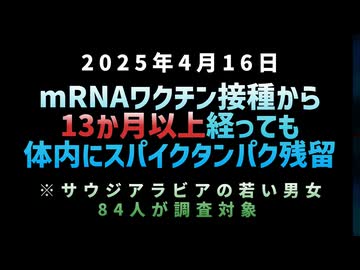 2025年4月16日
mRNAワクチン接種から
13か月以上経っても
体内にスパイクタンパク残留
※サウジアラビアの若い男女
84人が調査対象